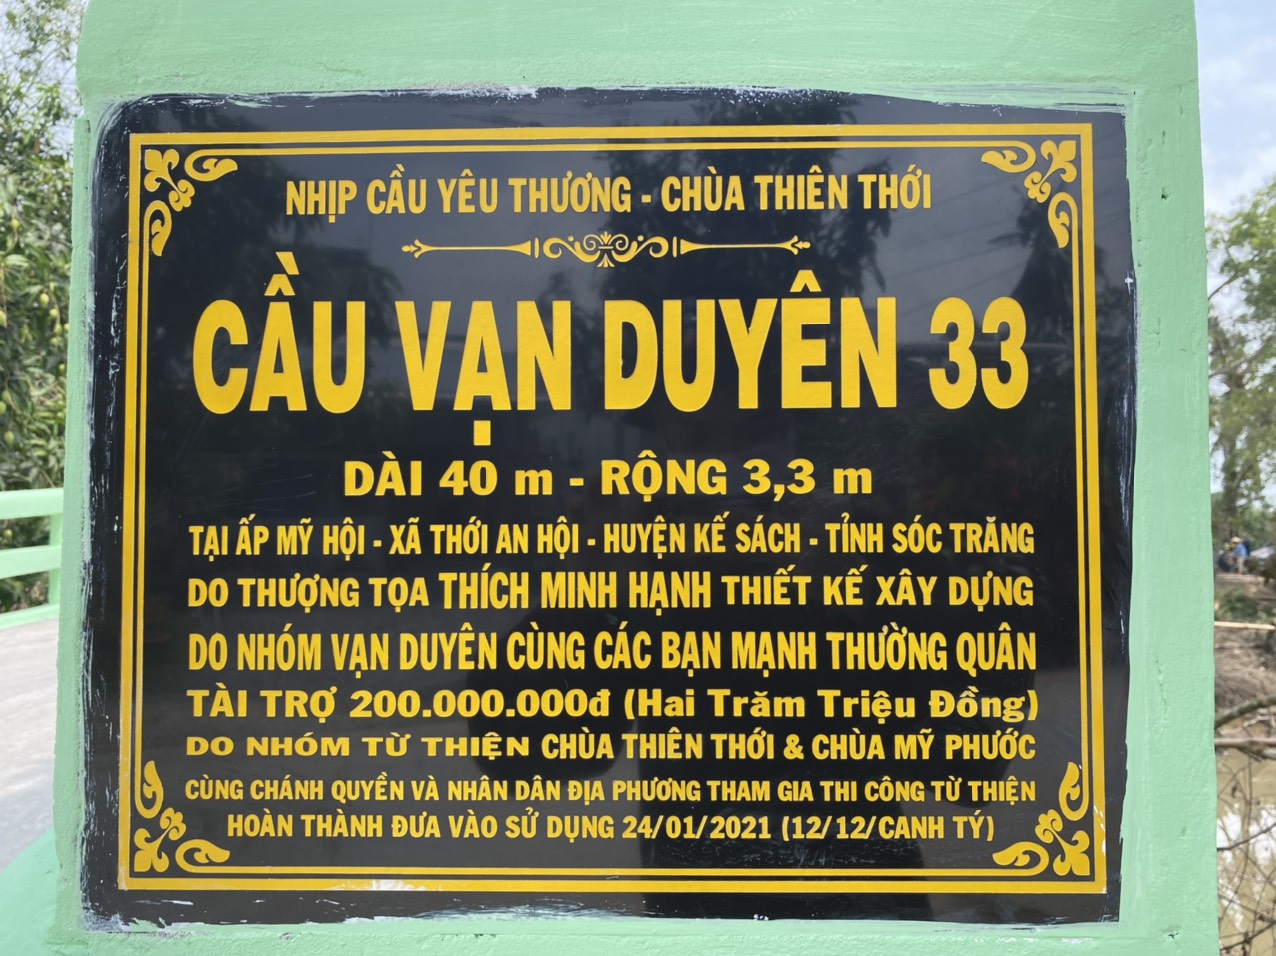 NHỊP CẦU YÊU THƯƠNG - CHÙA THIÊN THỚI
CẦU VẠN DUYÊN 33
DÀI 40 m - RỘNG 3,3 m
TẠI ẤP MỸ HỘI - XÃ THỚI AN HỘI - HUYỆN KẾ SÁCH - TỈNH SÓC TRĂNG
DO THƯỢNG TỌA THÍCH MINH HẠNH THIẾT KẾ XÂY DỰNG
DO NHÓM VẠN DUYÊN CÙNG CÁC BẠN MẠNH THƯỜNG QUÂN
TÀI TRỢ 200.000.000đ (Hai Trăm Triệu Đồng)
DO NHÓM TỪ THIỆN CHÙA THIÊN THỚI & CHÙA MỸ PHƯỚC
CÙNG CHÁNH QUYỀN VÀ NHÂN DÂN ĐỊA PHƯƠNG THAM GIA THI CÔNG TỪ THIỆN
HOÀN THÀNH ĐƯA VÀO SỬ DỤNG 24/01/2021 (12/12/CANH TÝ)